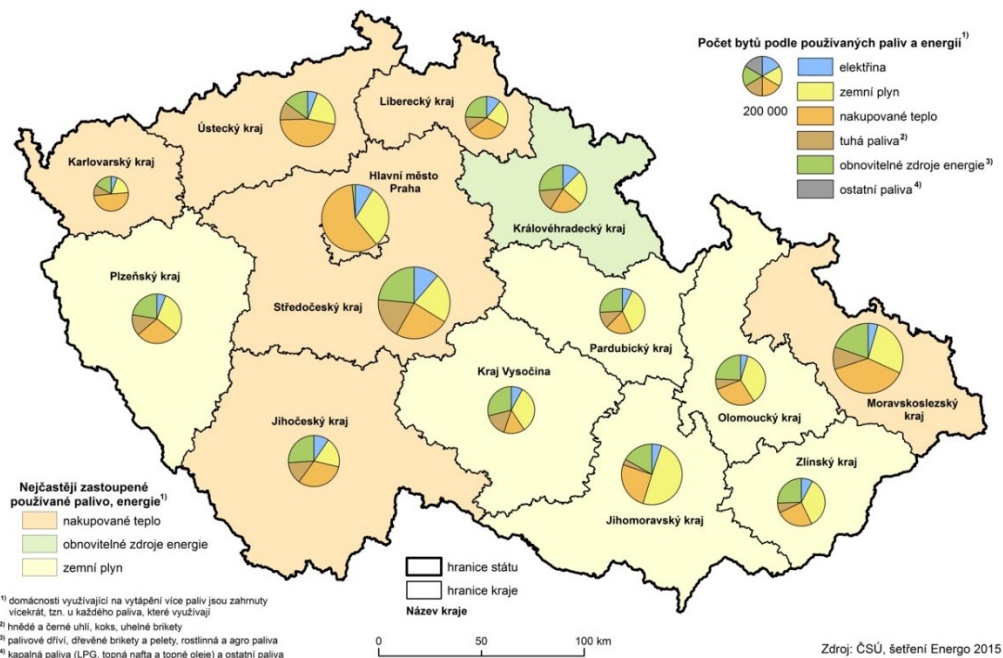 Počet bytů podle používaných paliv a energií1)
200 000
elektřina
zemní plyn
nakupované teplo
tuhá paliva2)
obnovitelné zdroje energie3)
ostatní paliva4)
Liberecký kraj
Ústecký kraj
Karlovarský kraj
Hlavní město
Praha
Královéhradecký kraj
Plzeňský kraj
Středočeský kraj
Pardubický kraj
Kraj Vysočina
Moravskoslezský
kraj
Olomoucký kraj
Jihočeský kraj
Zlínský kraj
Jihomoravský kraj
Nejčastěji zastoupené
používané palivo, energie1)
nakupované teplo
obnovitelné zdroje energie
zemní plyn
hranice státu
hranice kraje
Název kraje
1) domácnosti využívající na vytápění více paliv jsou zahrnuty
vícekrát, tzn. u každého paliva, které využívají
2) hnědé a černé uhlí, koks, uhelné brikety
3) palivové dříví, dřevěné brikety a pelety, rostlinná a agro paliva
4) kapalná paliva (LPG, topná nafta a topné oleje) a ostatní paliva
0 50 100 km
Zdroj: ČSÚ, šetření Energo 2015